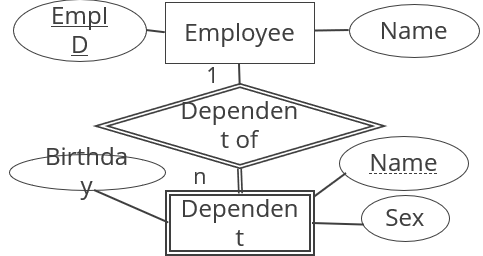 Empl
D
Employee
Name
1
Dependen
t of
Birthda
y
n
Name
Dependen
t
Sex